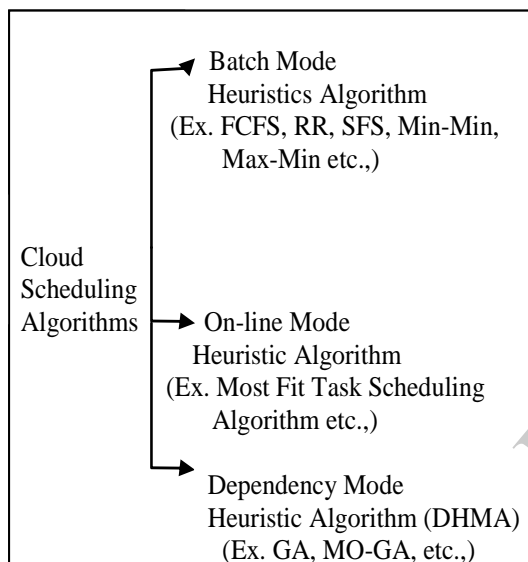 Batch Mode
Heuristics Algorithm
(Ex. FCFS, RR, SFS, Min-Min,
Max-Min etc.,)
Cloud
Scheduling
Algorithms
On-line Mode
Heuristic Algorithm
(Ex. Most Fit Task Scheduling
Algorithm etc.,)
Dependency Mode
Heuristic Algorithm (DHMA)
(Ex. GA, MO-GA, etc.,)